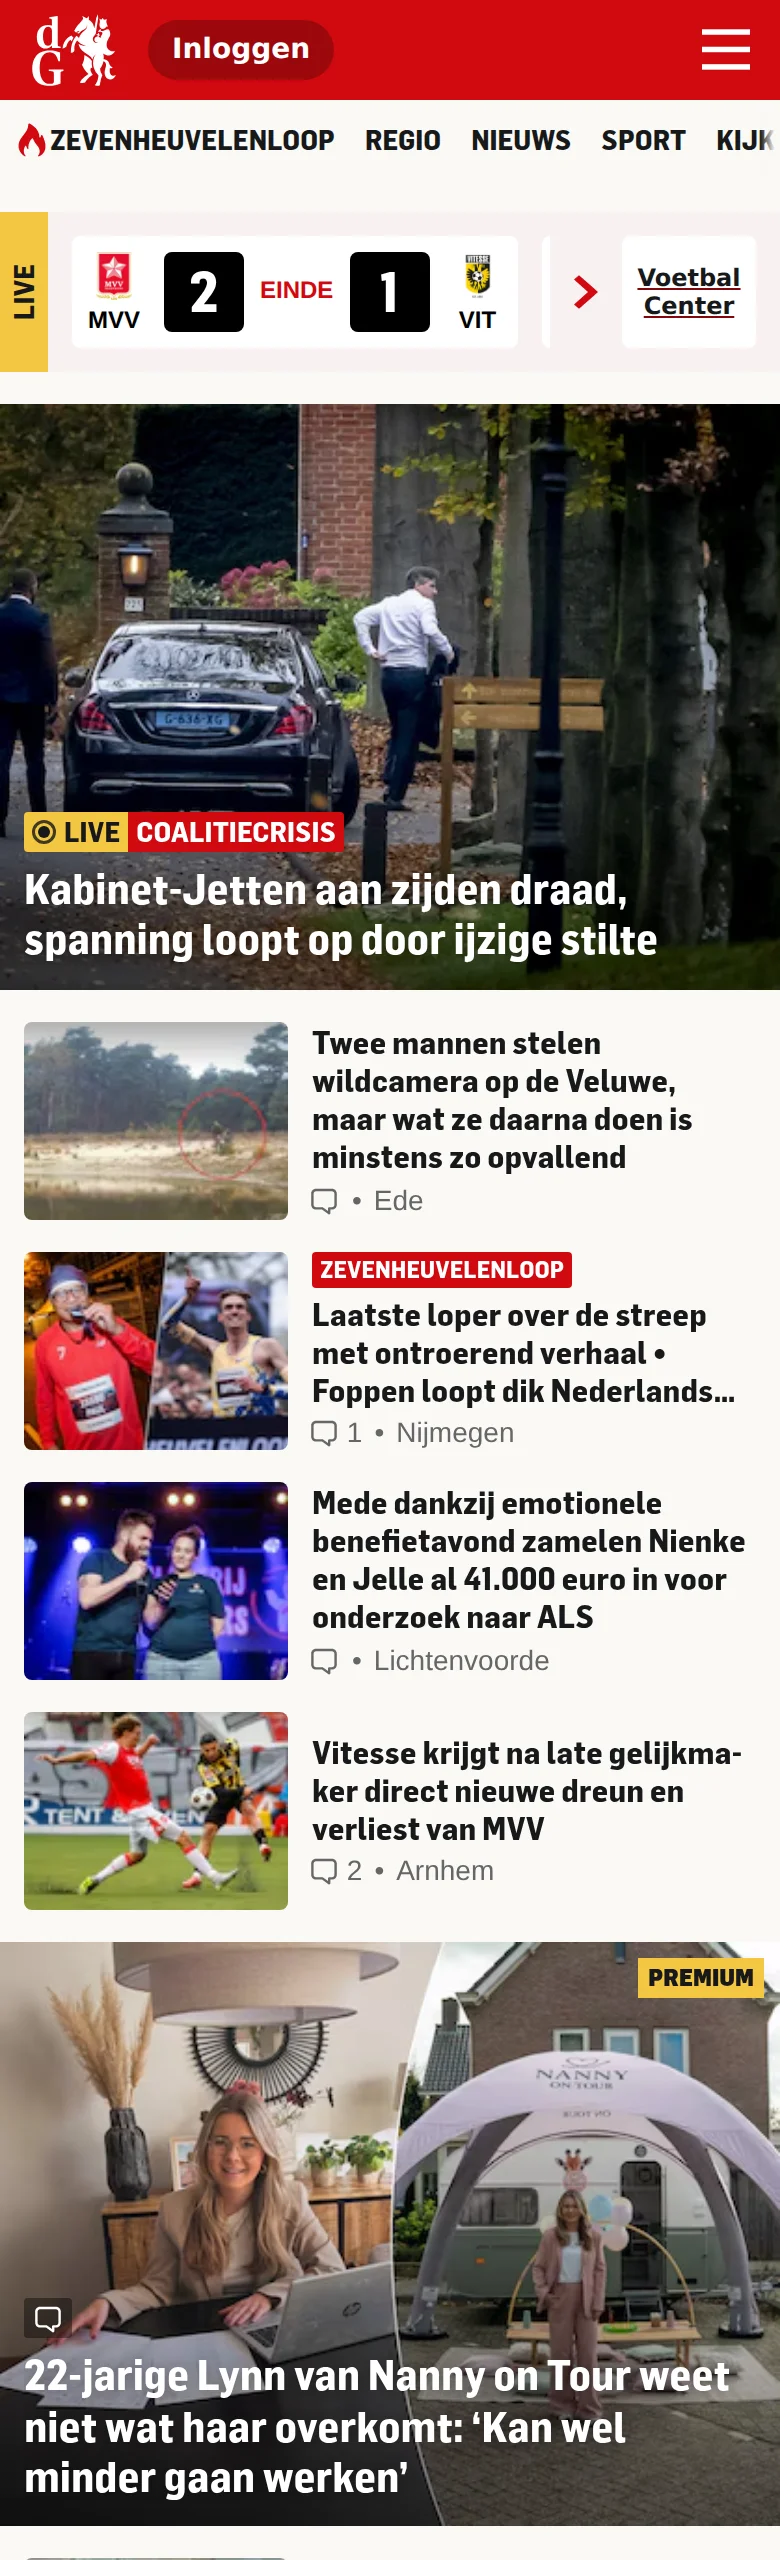 dG
Inloggen
ZEVENHEUVELENLOOP REGIO NIEUWS SPORT KIJK
LIVE
MVV
MVV 2 EINDE 1 VIT
VITESSE
Voetbal
Center
225
G-636-XG
LIVE COALITIECRISIS
Kabinet-Jetten aan zijden draad,
spanning loopt op door ijzige stilte
Twee mannen stelen
wildcamera op de Veluwe,
maar wat ze daarna doen is
minstens zo opvallend
• Ede
ZEVENHEUVELENLOOP
Laatste loper over de streep
met ontroerend verhaal •
Foppen loopt dik Nederlands...
1 • Nijmegen
Mede dankzij emotionele
benefietavond zamelen Nienke
en Jelle al 41.000 euro in voor
onderzoek naar ALS
• Lichtenvoorde
TENT &
Vitesse krijgt na late gelijkma-
ker direct nieuwe dreun en
verliest van MVV
2 • Arnhem
PREMIUM
NANNY
ON TOUR
22-jarige Lynn van Nanny on Tour weet
niet wat haar overkomt: ‘Kan wel
minder gaan werken’